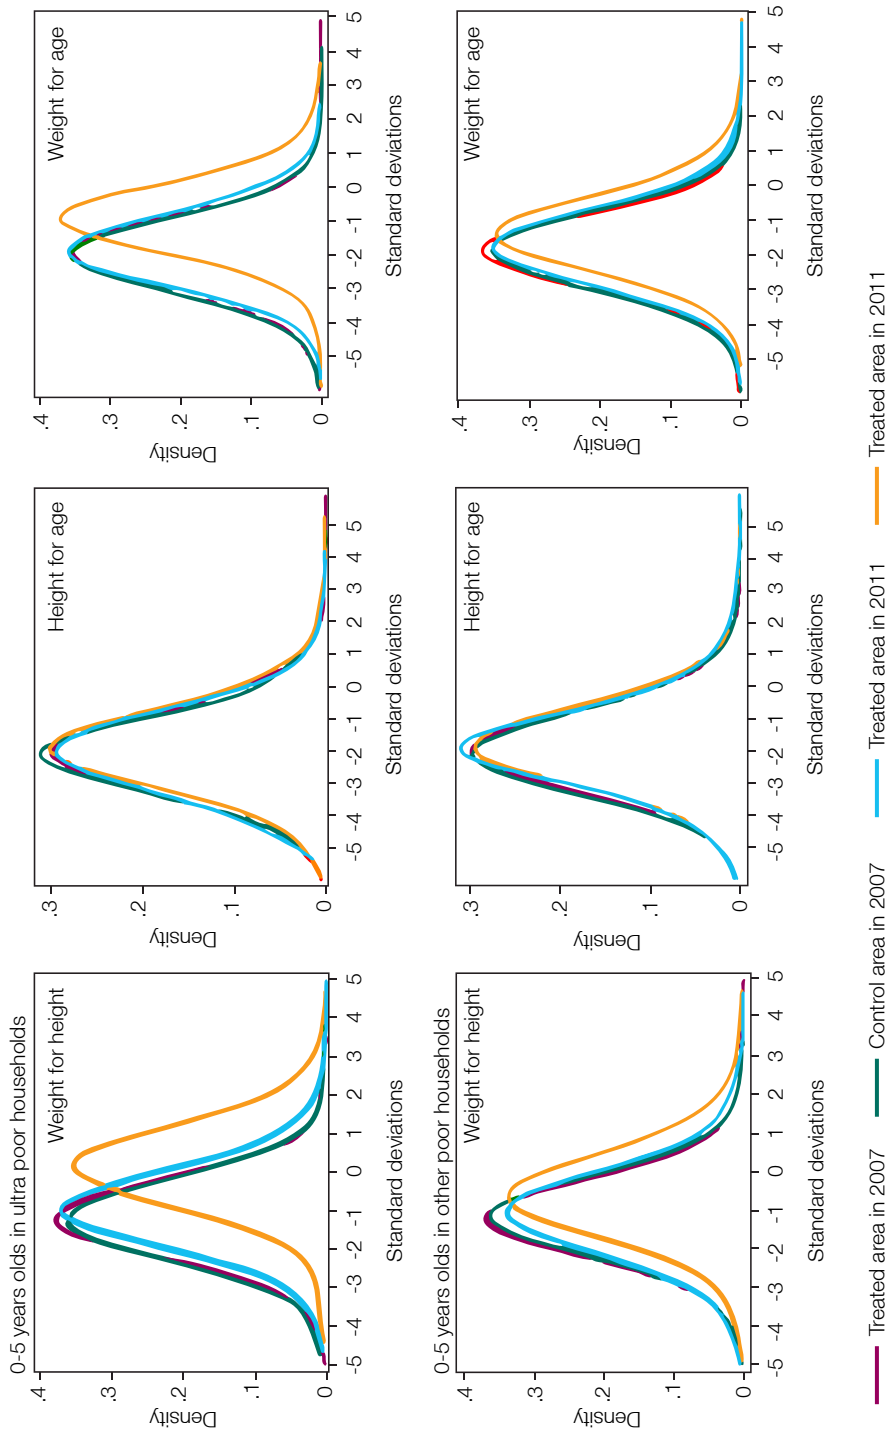 0-5 years olds in ultra poor households
Weight for height
Density
.4
.3
.2
.1
0
-5 -4 -3 -2 -1 0 1 2 3 4 5
Standard deviations
Height for age
Density
.3
.2
.1
0
-5 -4 -3 -2 -1 0 1 2 3 4 5
Standard deviations
Weight for age
Density
.4
.3
.2
.1
0
-5 -4 -3 -2 -1 0 1 2 3 4 5
Standard deviations
0-5 years olds in other poor households
Weight for height
Density
.4
.3
.2
.1
0
-5 -4 -3 -2 -1 0 1 2 3 4 5
Standard deviations
Height for age
Density
.3
.2
.1
0
-5 -4 -3 -2 -1 0 1 2 3 4 5
Standard deviations
Weight for age
Density
.4
.3
.2
.1
0
-5 -4 -3 -2 -1 0 1 2 3 4 5
Standard deviations
Treated area in 2007 Control area in 2007 Treated area in 2011 Treated area in 2011